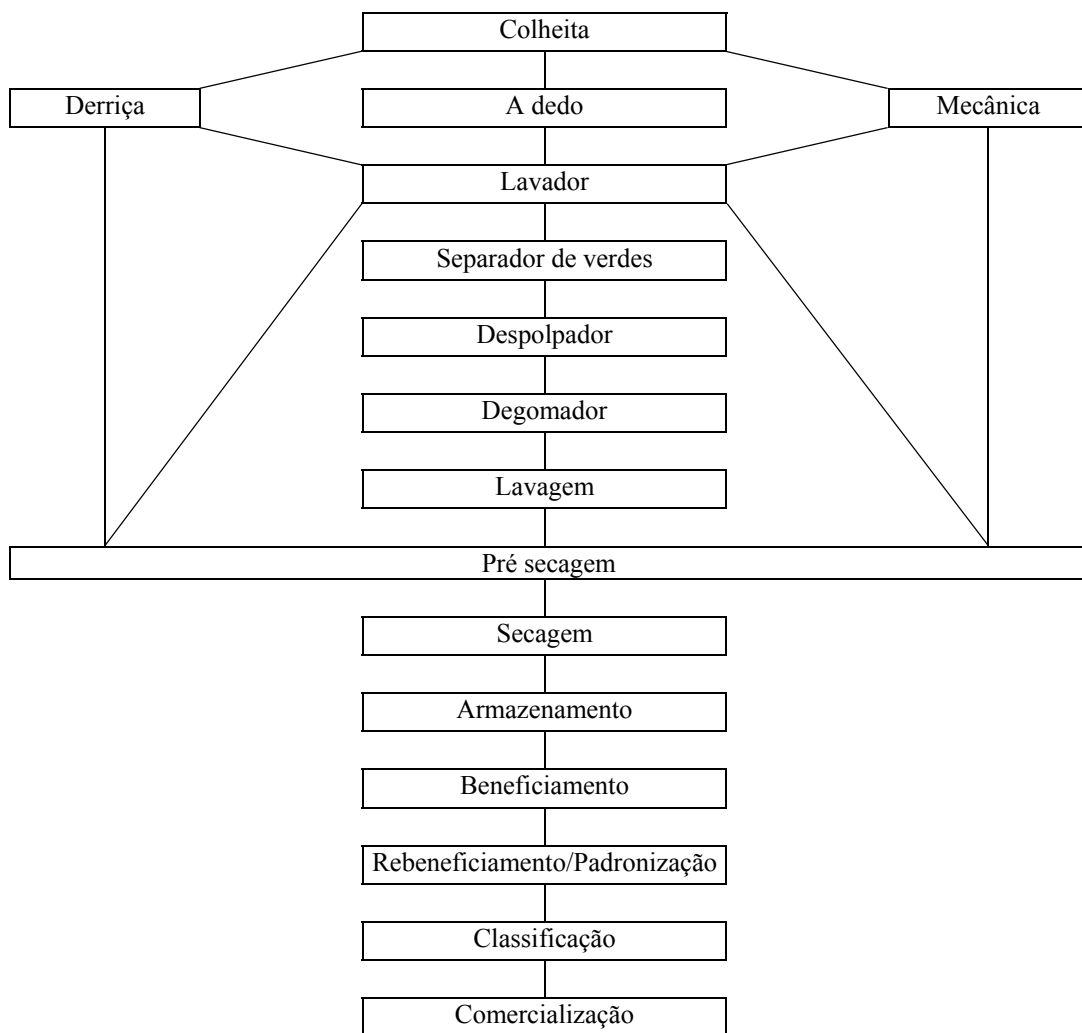 Colheita
Derriça
A dedo
Mecânica
Lavador
Separador de verdes
Despolpador
Degomador
Lavagem
Pré secagem
Secagem
Armazenamento
Beneficiamento
Rebeneficiamento/Padronização
Classificação
Comercialização